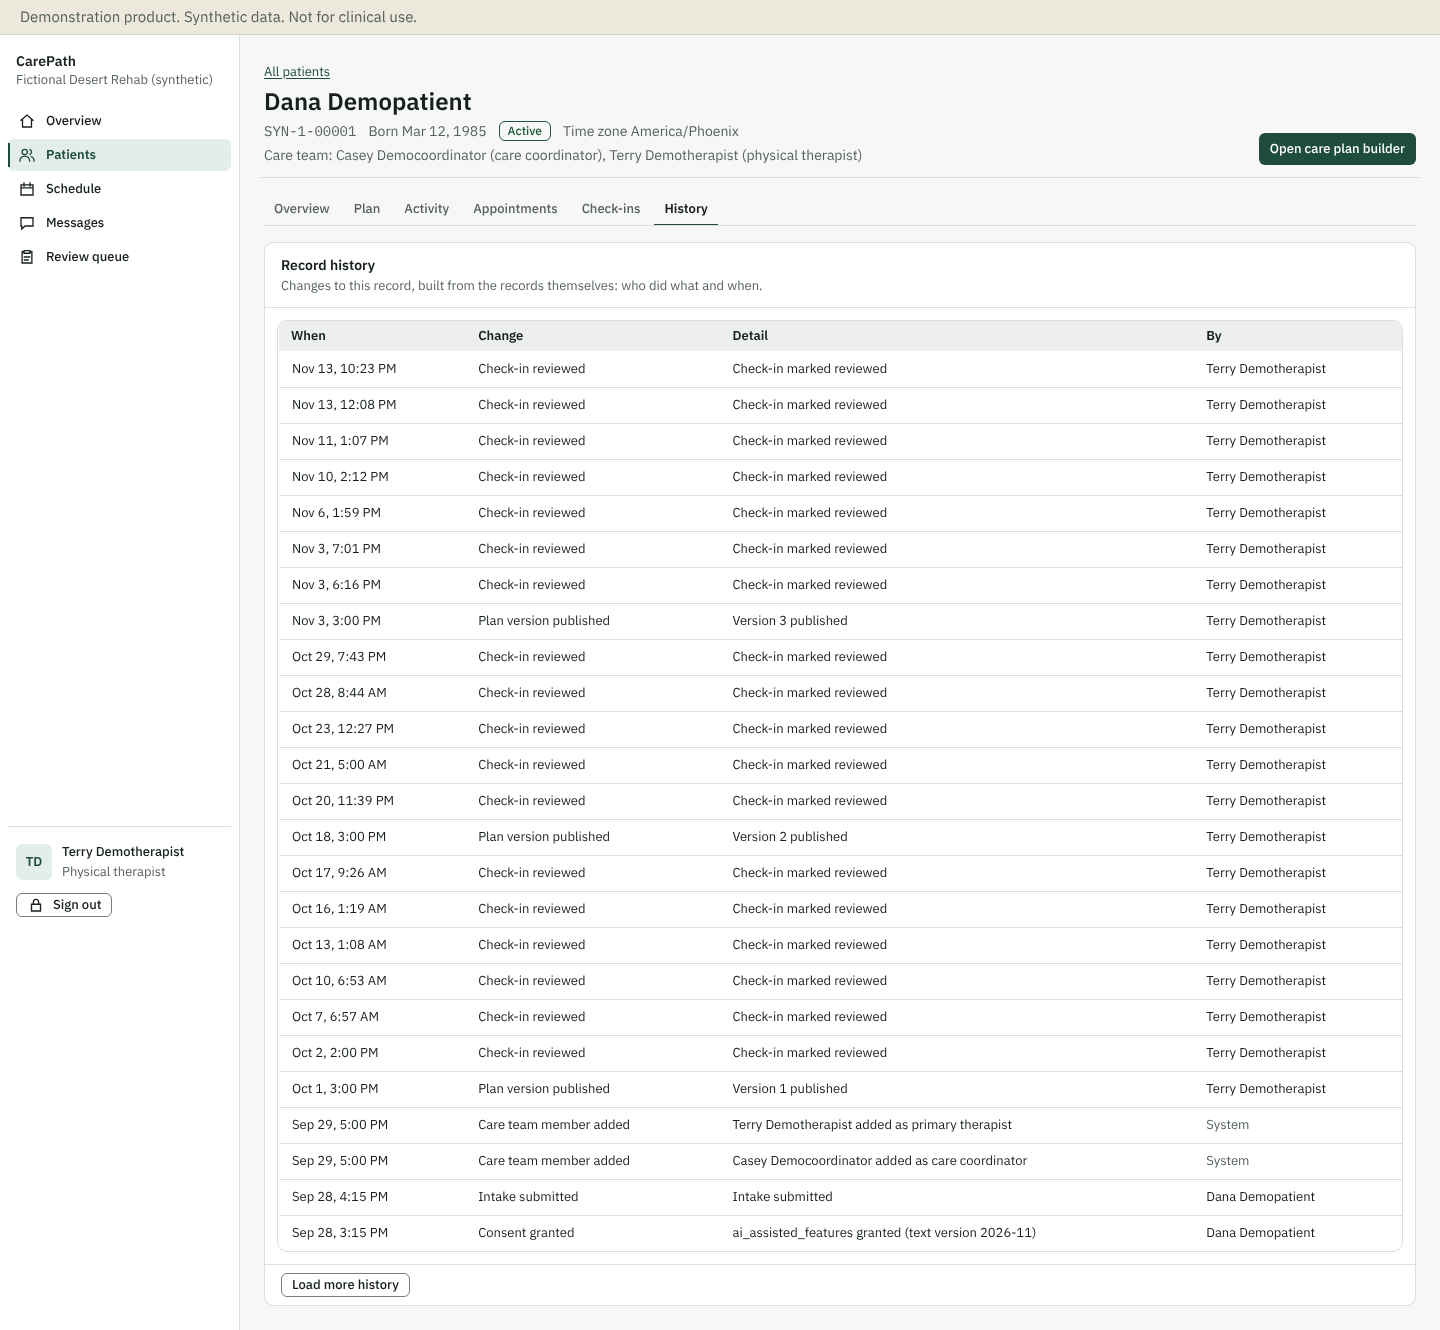 Demonstration product. Synthetic data. Not for clinical use.
CarePath
Fictional Desert Rehab (synthetic)
Overview
Patients
Schedule
Messages
Review queue
TD
Terry Demotherapist
Physical therapist
Sign out
All patients
Dana Demopatient
SYN-1-00001 Born Mar 12, 1985 Active Time zone America/Phoenix
Care team: Casey Democoordinator (care coordinator), Terry Demotherapist (physical therapist)
Open care plan builder
Overview Plan Activity Appointments Check-ins History
Record history
Changes to this record, built from the records themselves: who did what and when.
When Change Detail By
Nov 13, 10:23 PM Check-in reviewed Check-in marked reviewed Terry Demotherapist
Nov 13, 12:08 PM Check-in reviewed Check-in marked reviewed Terry Demotherapist
Nov 11, 1:07 PM Check-in reviewed Check-in marked reviewed Terry Demotherapist
Nov 10, 2:12 PM Check-in reviewed Check-in marked reviewed Terry Demotherapist
Nov 6, 1:59 PM Check-in reviewed Check-in marked reviewed Terry Demotherapist
Nov 3, 7:01 PM Check-in reviewed Check-in marked reviewed Terry Demotherapist
Nov 3, 6:16 PM Check-in reviewed Check-in marked reviewed Terry Demotherapist
Nov 3, 3:00 PM Plan version published Version 3 published Terry Demotherapist
Oct 29, 7:43 PM Check-in reviewed Check-in marked reviewed Terry Demotherapist
Oct 28, 8:44 AM Check-in reviewed Check-in marked reviewed Terry Demotherapist
Oct 23, 12:27 PM Check-in reviewed Check-in marked reviewed Terry Demotherapist
Oct 21, 5:00 AM Check-in reviewed Check-in marked reviewed Terry Demotherapist
Oct 20, 11:39 PM Check-in reviewed Check-in marked reviewed Terry Demotherapist
Oct 18, 3:00 PM Plan version published Version 2 published Terry Demotherapist
Oct 17, 9:26 AM Check-in reviewed Check-in marked reviewed Terry Demotherapist
Oct 16, 1:19 AM Check-in reviewed Check-in marked reviewed Terry Demotherapist
Oct 13, 1:08 AM Check-in reviewed Check-in marked reviewed Terry Demotherapist
Oct 10, 6:53 AM Check-in reviewed Check-in marked reviewed Terry Demotherapist
Oct 7, 6:57 AM Check-in reviewed Check-in marked reviewed Terry Demotherapist
Oct 2, 2:00 PM Check-in reviewed Check-in marked reviewed Terry Demotherapist
Oct 1, 3:00 PM Plan version published Version 1 published Terry Demotherapist
Sep 29, 5:00 PM Care team member added Terry Demotherapist added as primary therapist System
Sep 29, 5:00 PM Care team member added Casey Democoordinator added as care coordinator System
Sep 28, 4:15 PM Intake submitted Intake submitted Dana Demopatient
Sep 28, 3:15 PM Consent granted ai_assisted_features granted (text version 2026-11) Dana Demopatient
Load more history